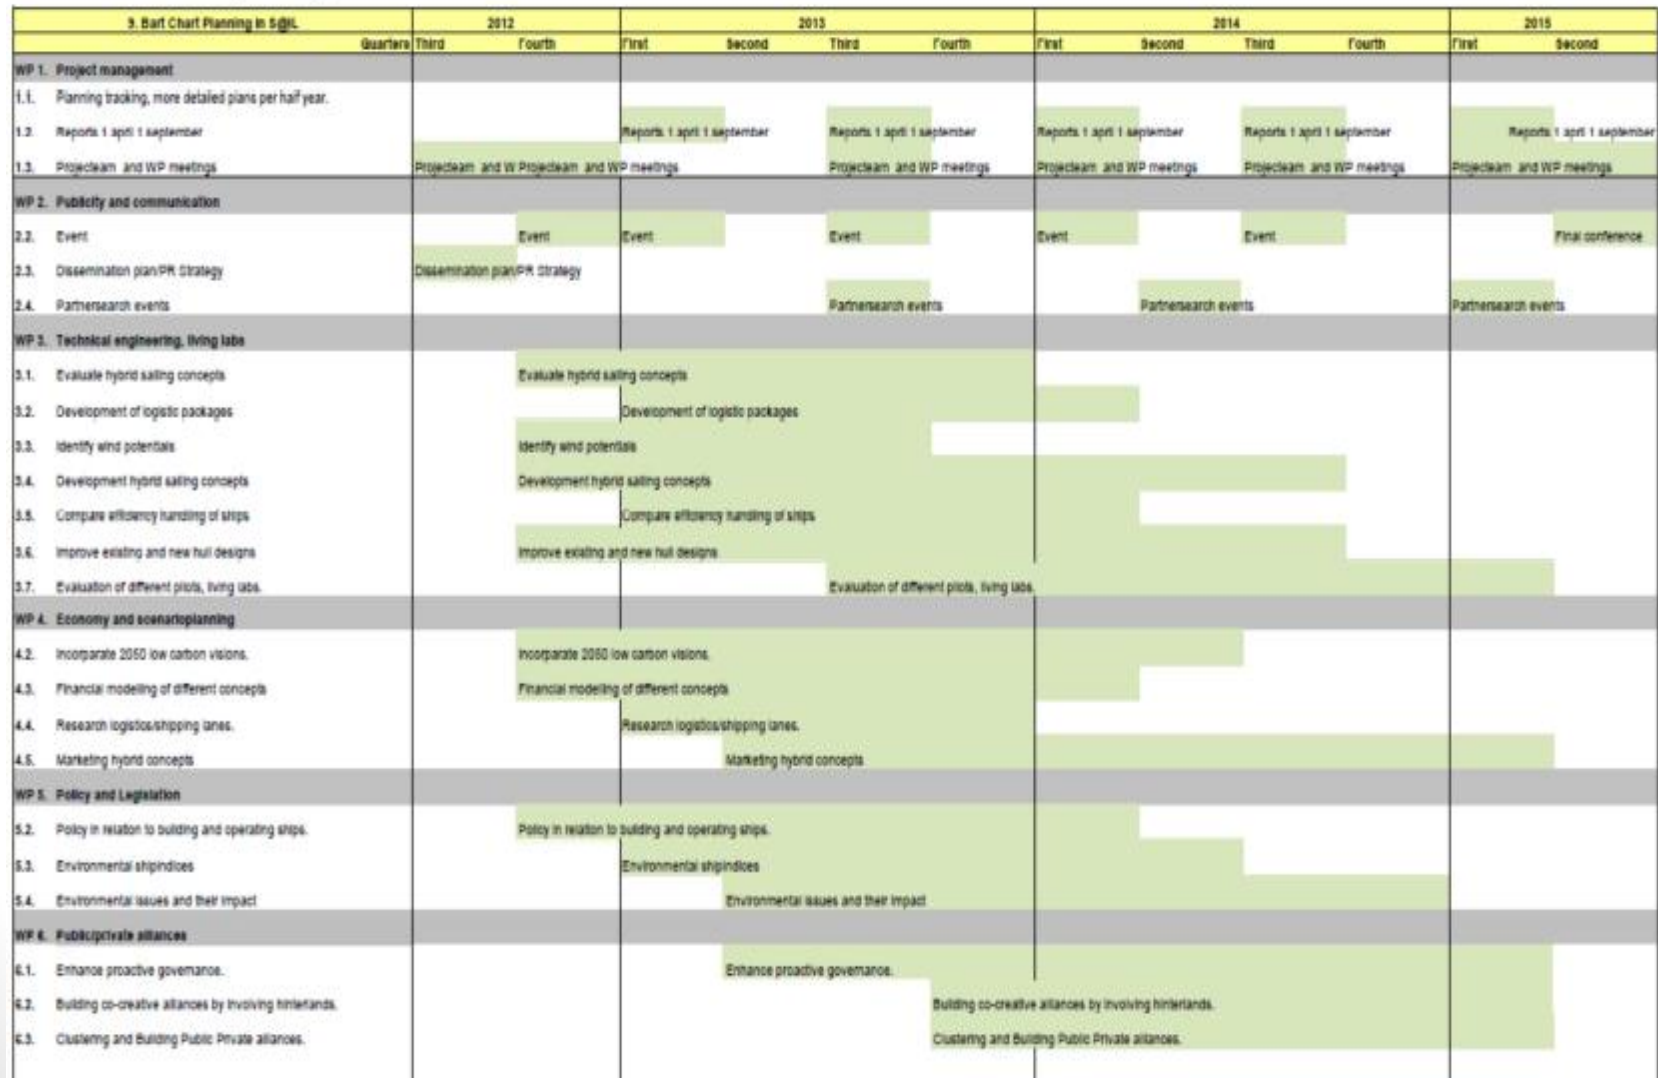 9. Bart Chart Planning in S@IL 2012 2013 2014 2015
Quarters Third Fourth First Second Third Fourth First Second Third Fourth First Second
WP 1. Project management
1.1. Planning tracking, more detailed plans per half year.
1.2. Reports 1 april 1 september Reports 1 april 1 september Reports 1 april 1 september Reports 1 april 1 september Reports 1 april 1 september Reports 1 april 1 september
1.3. Projecteam and WP meetings Projecteam and W Projecteam and WP meetings Projecteam and WP meetings Projecteam and WP meetings Projecteam and WP meetings Projecteam and WP meetings
WP 2. Publicity and communication
2.2. Event Event Event Event Event Event Final conference
2.3. Dissemination plan/PR Strategy Dissemination plan/PR Strategy
2.4. Partnersearch events Partnersearch events Partnersearch events Partnersearch events
WP 3. Technical engineering, living labs
3.1. Evaluate hybrid sailing concepts Evaluate hybrid sailing concepts
3.2. Development of logistic packages Development of logistic packages
3.3. Identify wind potentials Identify wind potentials
3.4. Development hybrid sailing concepts Development hybrid sailing concepts
3.5. Compare efficiency handling of ships Compare efficiency handling of ships
3.6. Improve existing and new hull designs Improve existing and new hull designs
3.7. Evaluation of different pilots, living labs. Evaluation of different pilots, living labs.
WP 4. Economy and scenarioplanning
4.2. Incorparate 2050 low carbon visions. Incorparate 2050 low carbon visions.
4.3. Financial modelling of different concepts Financial modelling of different concepts
4.4. Research logistics/shipping lanes. Research logistics/shipping lanes.
4.5. Marketing hybrid concepts Marketing hybrid concepts
WP 5. Policy and Legislation
5.2. Policy in relation to building and operating ships. Policy in relation to building and operating ships.
5.3. Environmental shipindices Environmental shipindices
5.4. Environmental issues and their impact Environmental issues and their impact
WP 6. Public/private alliances
6.1. Enhance proactive governance. Enhance proactive governance.
6.2. Building co-creative alliances by involving hinterlands. Building co-creative alliances by involving hinterlands.
6.3. Clustering and Building Public Private alliances. Clustering and Building Public Private alliances.